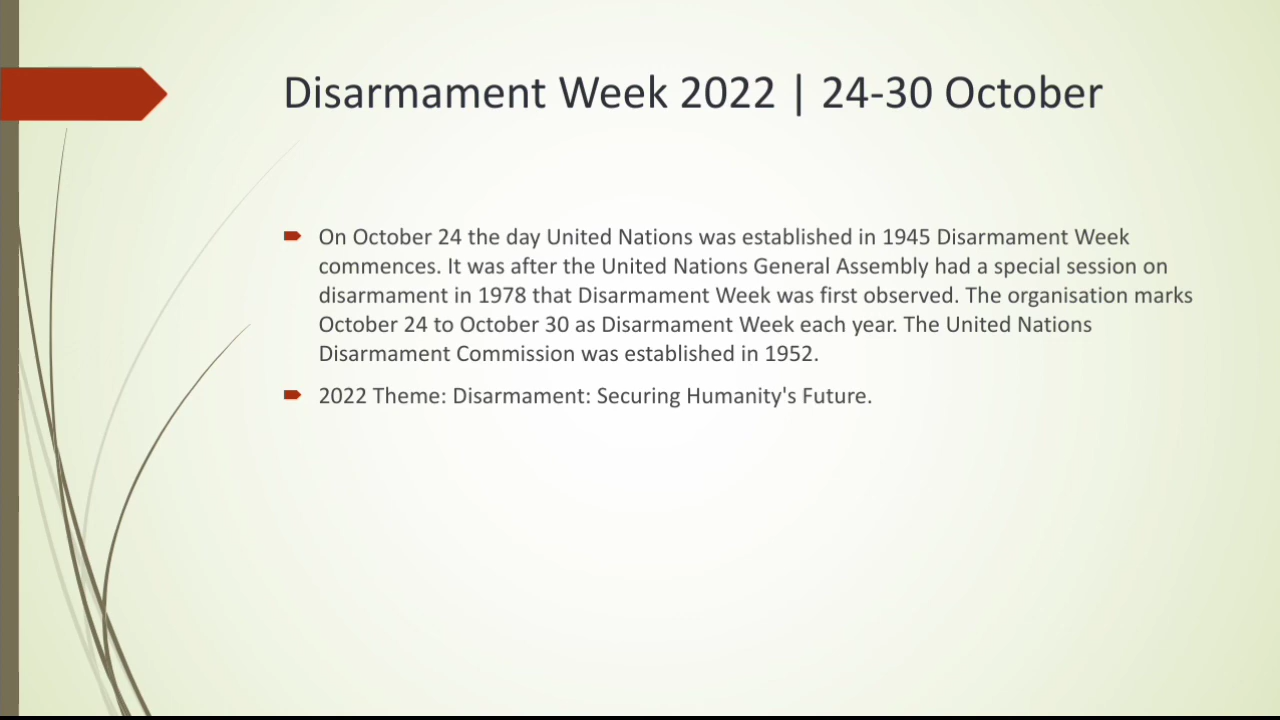 Disarmament Week 2022 | 24-30 October
On October 24 the day United Nations was established in 1945 Disarmament Week
commences. It was after the United Nations General Assembly had a special session on
disarmament in 1978 that Disarmament Week was first observed. The organisation marks
October 24 to October 30 as Disarmament Week each year. The United Nations
Disarmament Commission was established in 1952.
2022 Theme: Disarmament: Securing Humanity's Future.